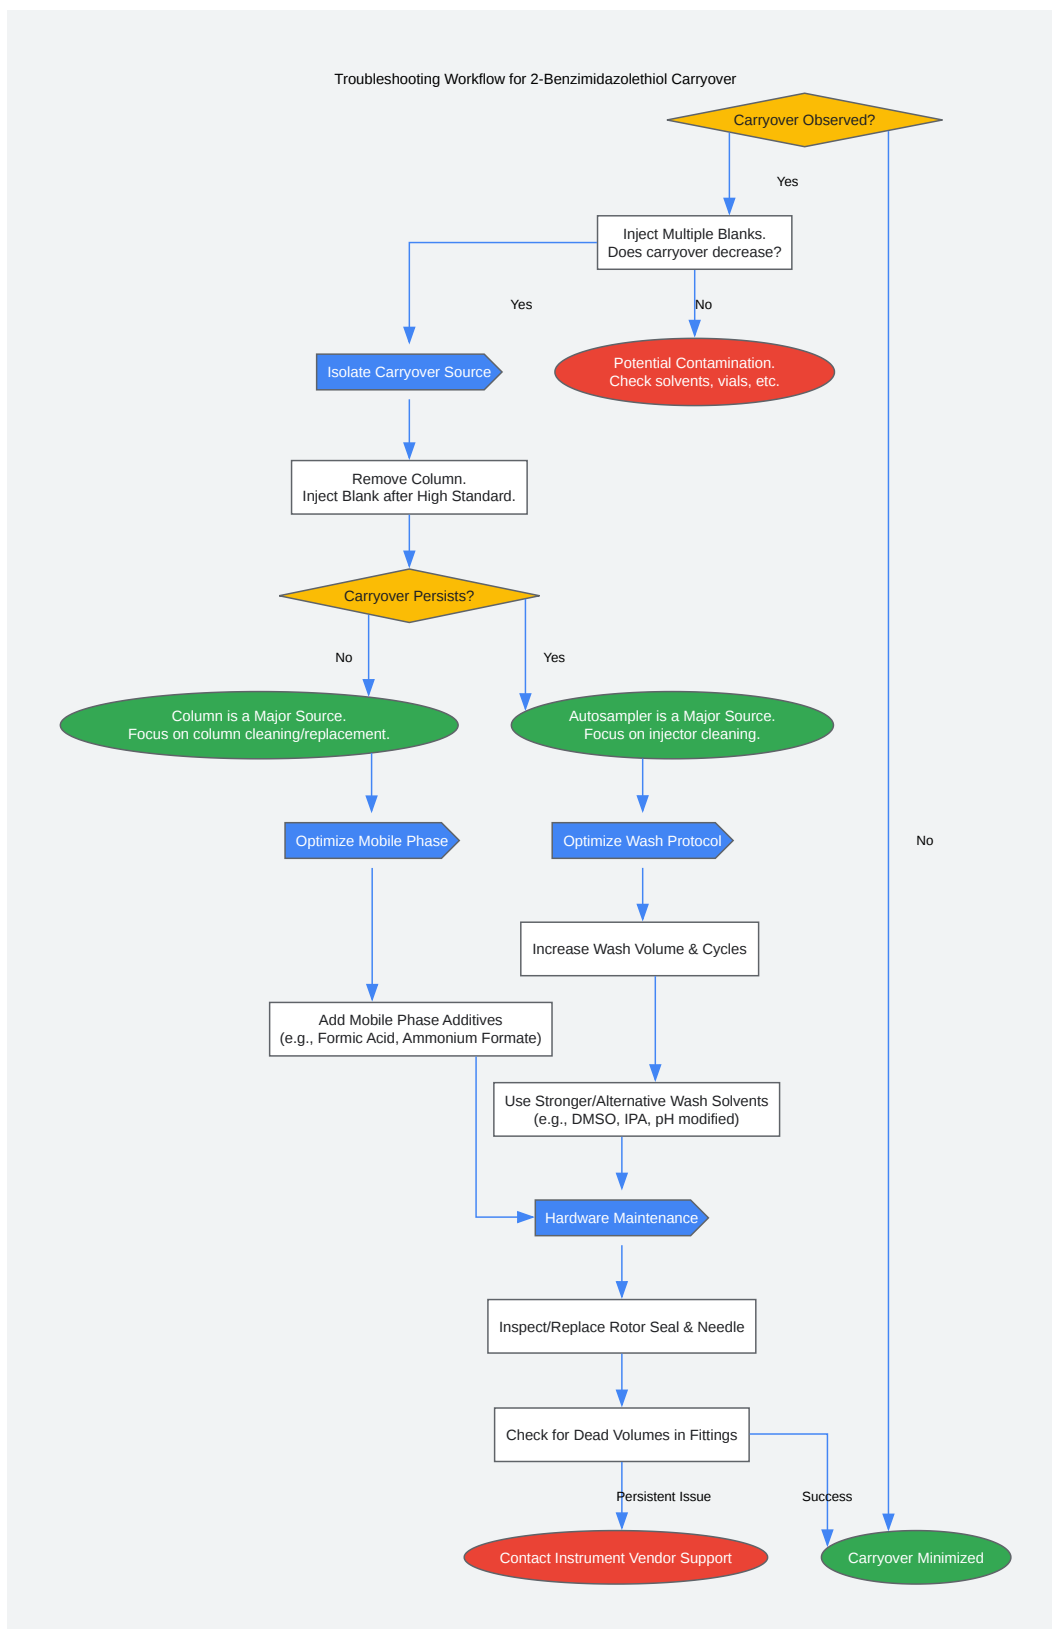 Troubleshooting Workflow for 2-Benzimidazolethiol Carryover
Carryover Observed?
Yes
Inject Multiple Blanks.
Does carryover decrease?
Yes
No
Isolate Carryover Source
Potential Contamination.
Check solvents, vials, etc.
Remove Column.
Inject Blank after High Standard.
Carryover Persists?
No
Yes
Column is a Major Source.
Focus on column cleaning/replacement.
Autosampler is a Major Source.
Focus on injector cleaning.
Optimize Mobile Phase
Optimize Wash Protocol
No
Increase Wash Volume & Cycles
Add Mobile Phase Additives
(e.g., Formic Acid, Ammonium Formate)
Use Stronger/Alternative Wash Solvents
(e.g., DMSO, IPA, pH modified)
Hardware Maintenance
Inspect/Replace Rotor Seal & Needle
Check for Dead Volumes in Fittings
Persistent Issue
Success
Contact Instrument Vendor Support
Carryover Minimized